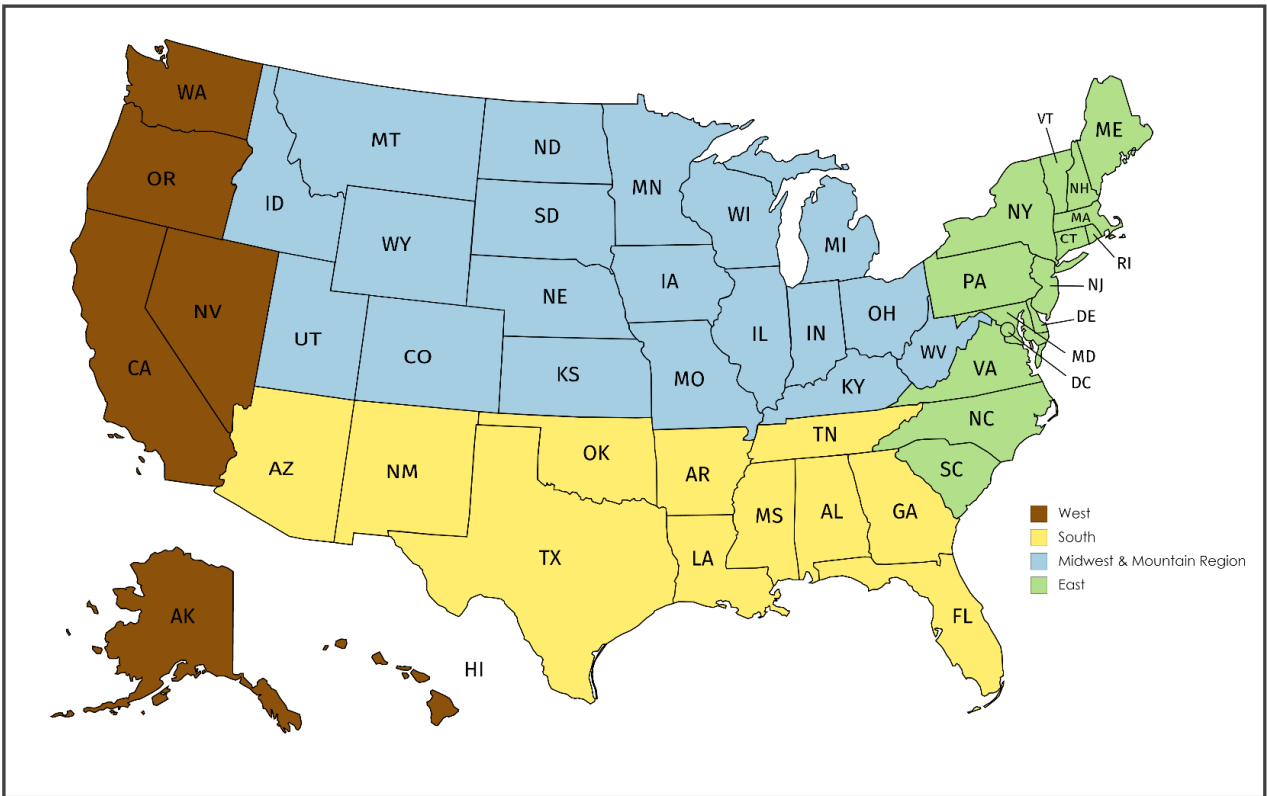 WA
OR
CA
NV
ID
MT
WY
UT
CO
ND
SD
NE
KS
MN
IA
MO
WI
IL
MI
IN
OH
KY
WV
VT
ME
NH
NY
MA
CT
RI
PA
NJ
DE
MD
DC
VA
NC
SC
TN
AZ
NM
OK
TX
AR
LA
MS
AL
GA
FL
AK
HI
West
South
Midwest & Mountain Region
East